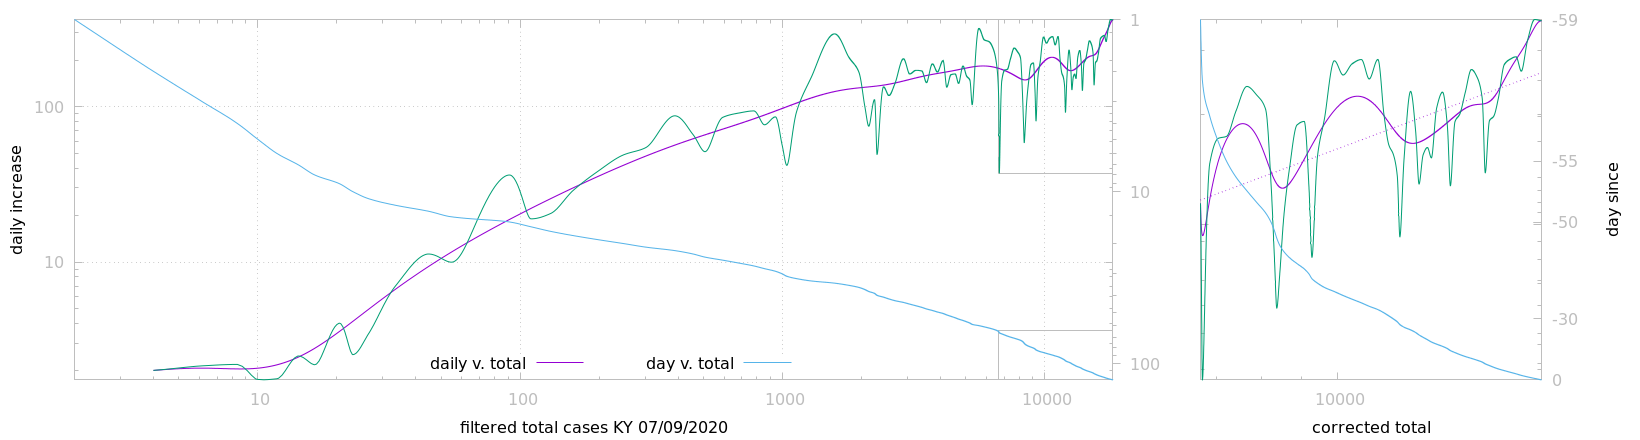 1
-59
100
daily increase
-55
day since
10
-50
10
-30
daily v. total
day v. total
100
0
10
100
1000
10000
10000
filtered total cases KY 07/09/2020
corrected total